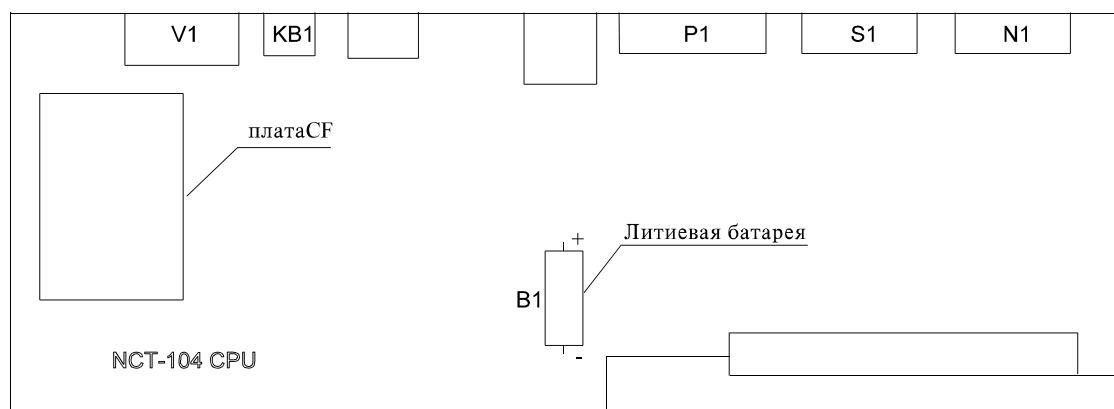 V1
KB1
P1
S1
N1
платаCF
+
Литиевая батарея
B1
-
NCT-104 CPU